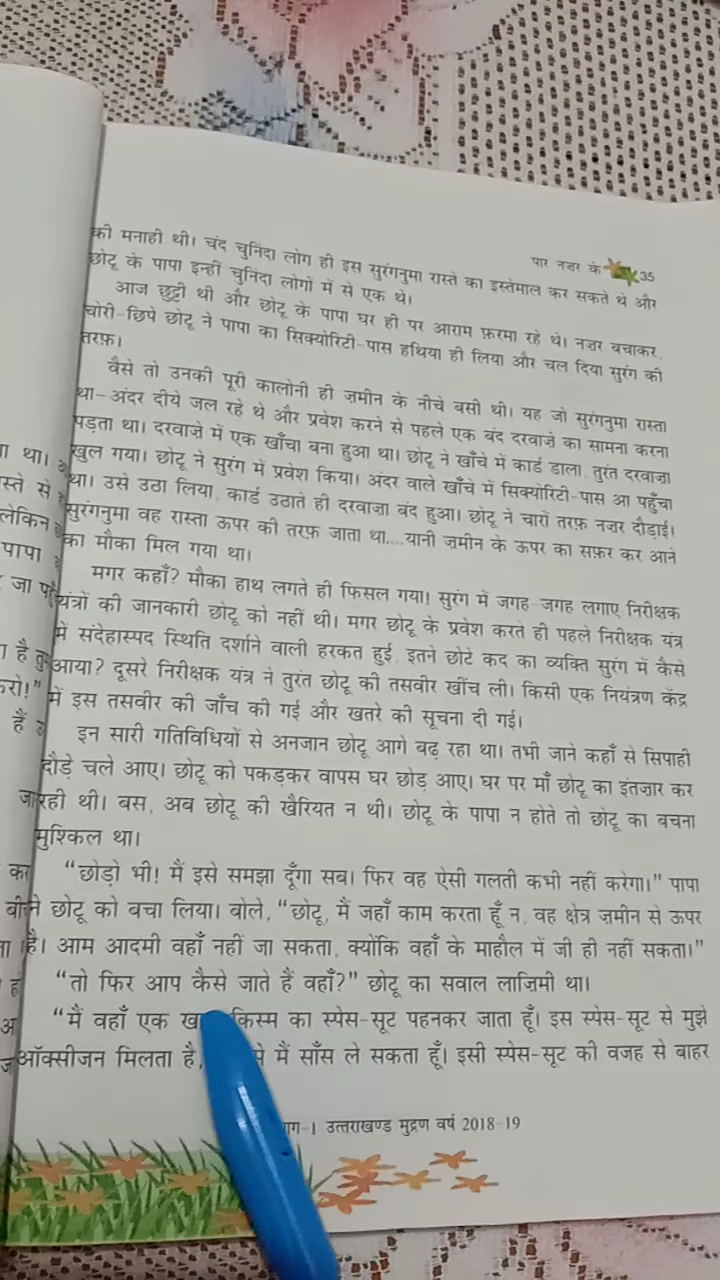 पार नज़र के 35
की मनाही थी। चंद चुनिंदा लोग ही इस सुरंगनुमा रास्ते का इस्तेमाल कर सकते थे और
छोटू के पापा इन्हीं चुनिंदा लोगों में से एक थे।
आज छुट्टी थी और छोटू के पापा घर ही पर आराम फ़रमा रहे थे। नज़र बचाकर,
चोरी-छिपे छोटू ने पापा का सिक्योरिटी-पास हथिया ही लिया और चल दिया सुरंग की
तरफ़।
वैसे तो उनकी पूरी कालोनी ही ज़मीन के नीचे बसी थी। यह जो सुरंगनुमा रास्ता
था-अंदर दीये जल रहे थे और प्रवेश करने से पहले एक बंद दरवाज़े का सामना करना
पड़ता था। दरवाज़े में एक खाँचा बना हुआ था। छोटू ने खाँचे में कार्ड डाला, तुरंत दरवाज़ा
खुल गया। छोटू ने सुरंग में प्रवेश किया। अंदर वाले खाँचे में सिक्योरिटी-पास आ पहुँचा
था। उसे उठा लिया, कार्ड उठाते ही दरवाज़ा बंद हुआ। छोटू ने चारों तरफ़ नज़र दौड़ाई।
सुरंगनुमा वह रास्ता ऊपर की तरफ़ जाता था....यानी ज़मीन के ऊपर का सफ़र कर आने
का मौका मिल गया था।
मगर कहाँ? मौका हाथ लगते ही फिसल गया! सुरंग में जगह-जगह लगाए निरीक्षक
यंत्रों की जानकारी छोटू को नहीं थी। मगर छोटू के प्रवेश करते ही पहले निरीक्षक यंत्र
में संदेहास्पद स्थिति दर्शाने वाली हरकत हुई, इतने छोटे कद का व्यक्ति सुरंग में कैसे
आया? दूसरे निरीक्षक यंत्र ने तुरंत छोटू की तसवीर खींच ली। किसी एक नियंत्रण केंद्र
में इस तसवीर की जाँच की गई और खतरे की सूचना दी गई।
इन सारी गतिविधियों से अनजान छोटू आगे बढ़ रहा था। तभी जाने कहाँ से सिपाही
दौड़े चले आए। छोटू को पकड़कर वापस घर छोड़ आए। घर पर माँ छोटू का इंतज़ार कर
रही थी। बस, अब छोटू की खैरियत न थी। छोटू के पापा न होते तो छोटू का बचना
मुश्किल था।
“छोड़ो भी! मैं इसे समझा दूँगा सब। फिर वह ऐसी गलती कभी नहीं करेगा।” पापा
ने छोटू को बचा लिया। बोले, “छोटू, मैं जहाँ काम करता हूँ न, वह क्षेत्र ज़मीन से ऊपर
है। आम आदमी वहाँ नहीं जा सकता, क्योंकि वहाँ के माहौल में जी ही नहीं सकता।”
“तो फिर आप कैसे जाते हैं वहाँ?” छोटू का सवाल लाज़िमी था।
“मैं वहाँ एक किस्म का स्पेस-सूट पहनकर जाता हूँ। इस स्पेस-सूट से मुझे
ऑक्सीजन मिलता है, मैं साँस ले सकता हूँ। इसी स्पेस-सूट की वजह से बाहर
-1 उत्तराखण्ड मुद्रण वर्ष 2018-19